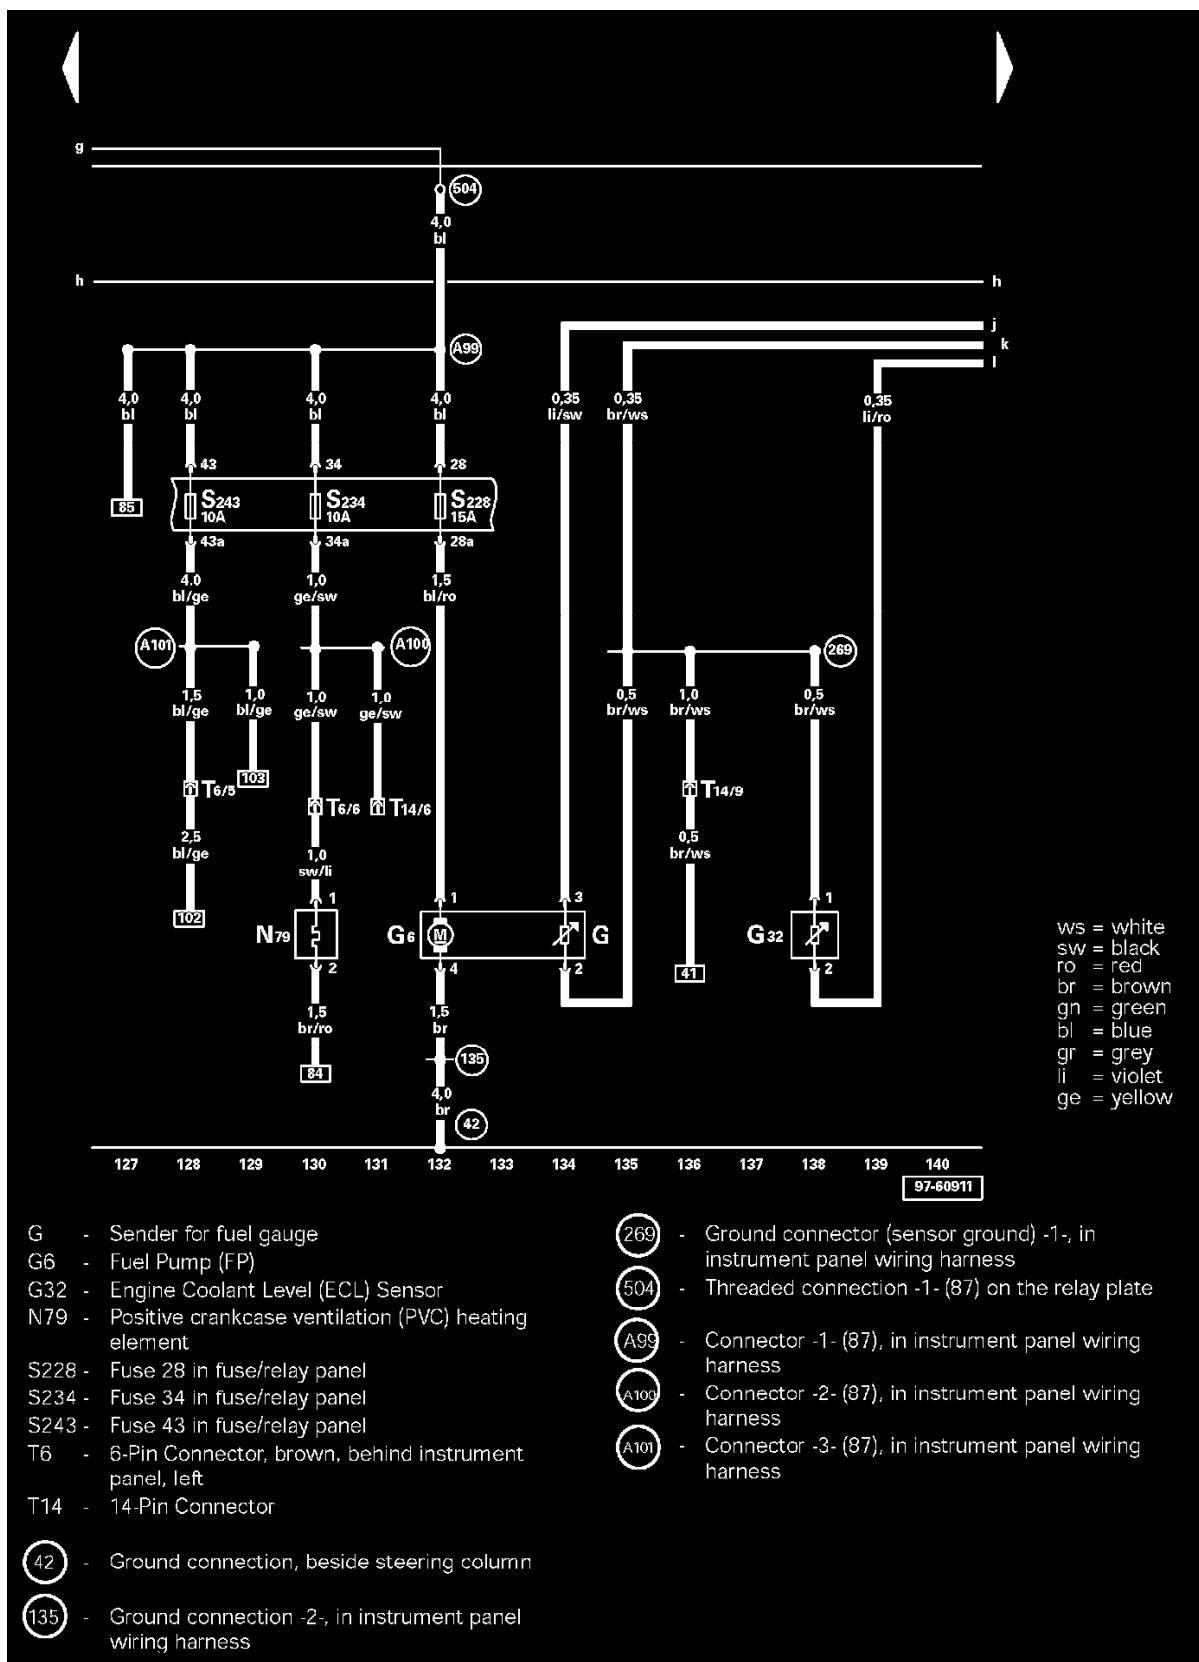 g
504
4,0
bl
h h
j
A99 k
l
4,0 4,0 4,0 4,0 0,35 0,35 0,35
bl bl bl bl li/sw br/ws li/ro
43 34 28
85 S243 S234 S228
10A 10A 15A
43a 34a 28a
4.0 1,0 1,5
bl/ge ge/sw bl/ro
A101 A100 269
1,5 1,0 1,0 1,0 0,5 1,0 0,5
bl/ge bl/ge ge/sw ge/sw br/ws br/ws br/ws
T6/5 103 T14/9
T6/6 T14/6
2,5 0,5
bl/ge br/ws
1,0
sw/li
1 1 3 1
102
N79 G6 M G G32
2 4 2 2
41
1,5 1,5
br/ro br
84 135
4,0
br
42
ws = white
sw = black
ro = red
br = brown
gn = green
bl = blue
gr = grey
li = violet
ge = yellow
127 128 129 130 131 132 133 134 135 136 137 138 139 140
97-60911
G - Sender for fuel gauge
G6 - Fuel Pump (FP)
G32 - Engine Coolant Level (ECL) Sensor
N79 - Positive crankcase ventilation (PVC) heating
element
S228 - Fuse 28 in fuse/relay panel
S234 - Fuse 34 in fuse/relay panel
S243 - Fuse 43 in fuse/relay panel
T6 - 6-Pin Connector, brown, behind instrument
panel, left
T14 - 14-Pin Connector
42 - Ground connection, beside steering column
135 - Ground connection -2-, in instrument panel
wiring harness
269 - Ground connector (sensor ground) -1-, in
instrument panel wiring harness
504 - Threaded connection -1- (87) on the relay plate
A99 - Connector -1- (87), in instrument panel wiring
harness
A100 - Connector -2- (87), in instrument panel wiring
harness
A101 - Connector -3- (87), in instrument panel wiring
harness